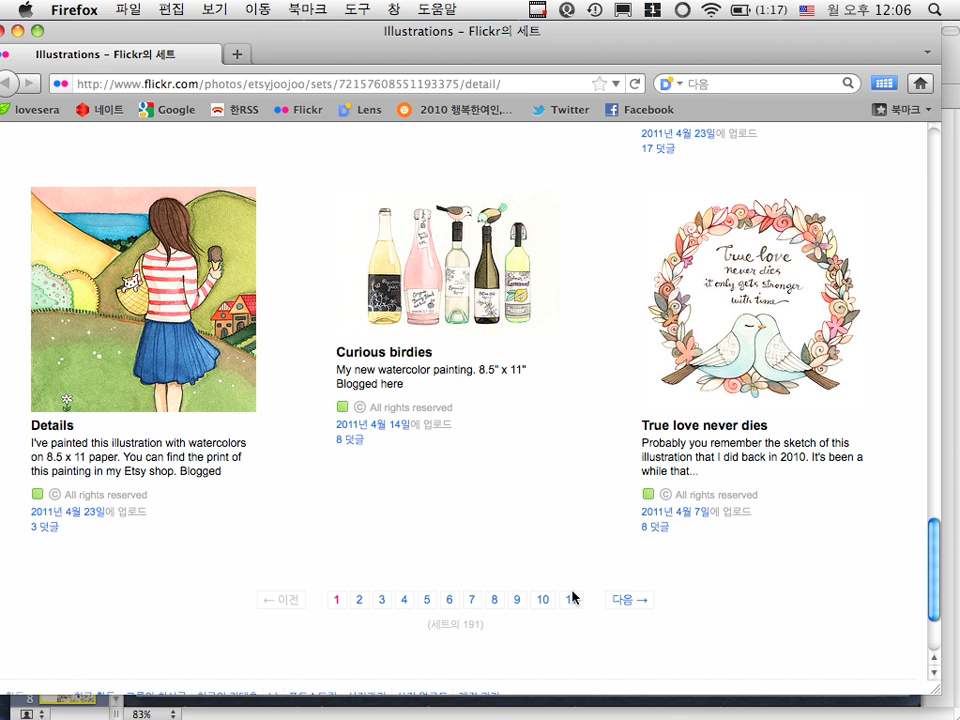 Firefox 파일 편집 보기 이동 북마크 도구 창 도움말 (1:17) 월 오후 12:06
Illustrations – Flickr의 세트
Illustrations – Flickr의 세트 +
http://www.flickr.com/photos/etsyjoojoo/sets/72157608551193375/detail/ 다음
lovesera 네이트 Google 한RSS Flickr Lens 2010 행복한여인,... Twitter Facebook 북마크
2011년 4월 23일에 업로드
17 덧글
True love
never dies
it only gets stronger
with time
Details
I've painted this illustration with watercolors
on 8.5 x 11 paper. You can find the print of
this painting in my Etsy shop. Blogged
© All rights reserved
2011년 4월 23일에 업로드
3 덧글
Curious birdies
My new watercolor painting. 8.5" x 11"
Blogged here
© All rights reserved
2011년 4월 14일에 업로드
8 덧글
True love never dies
Probably you remember the sketch of this
illustration that I did back in 2010. It's been a
while that...
© All rights reserved
2011년 4월 7일에 업로드
8 덧글
← 이전 1 2 3 4 5 6 7 8 9 10 다음 →
(세트의 191)
8
83%